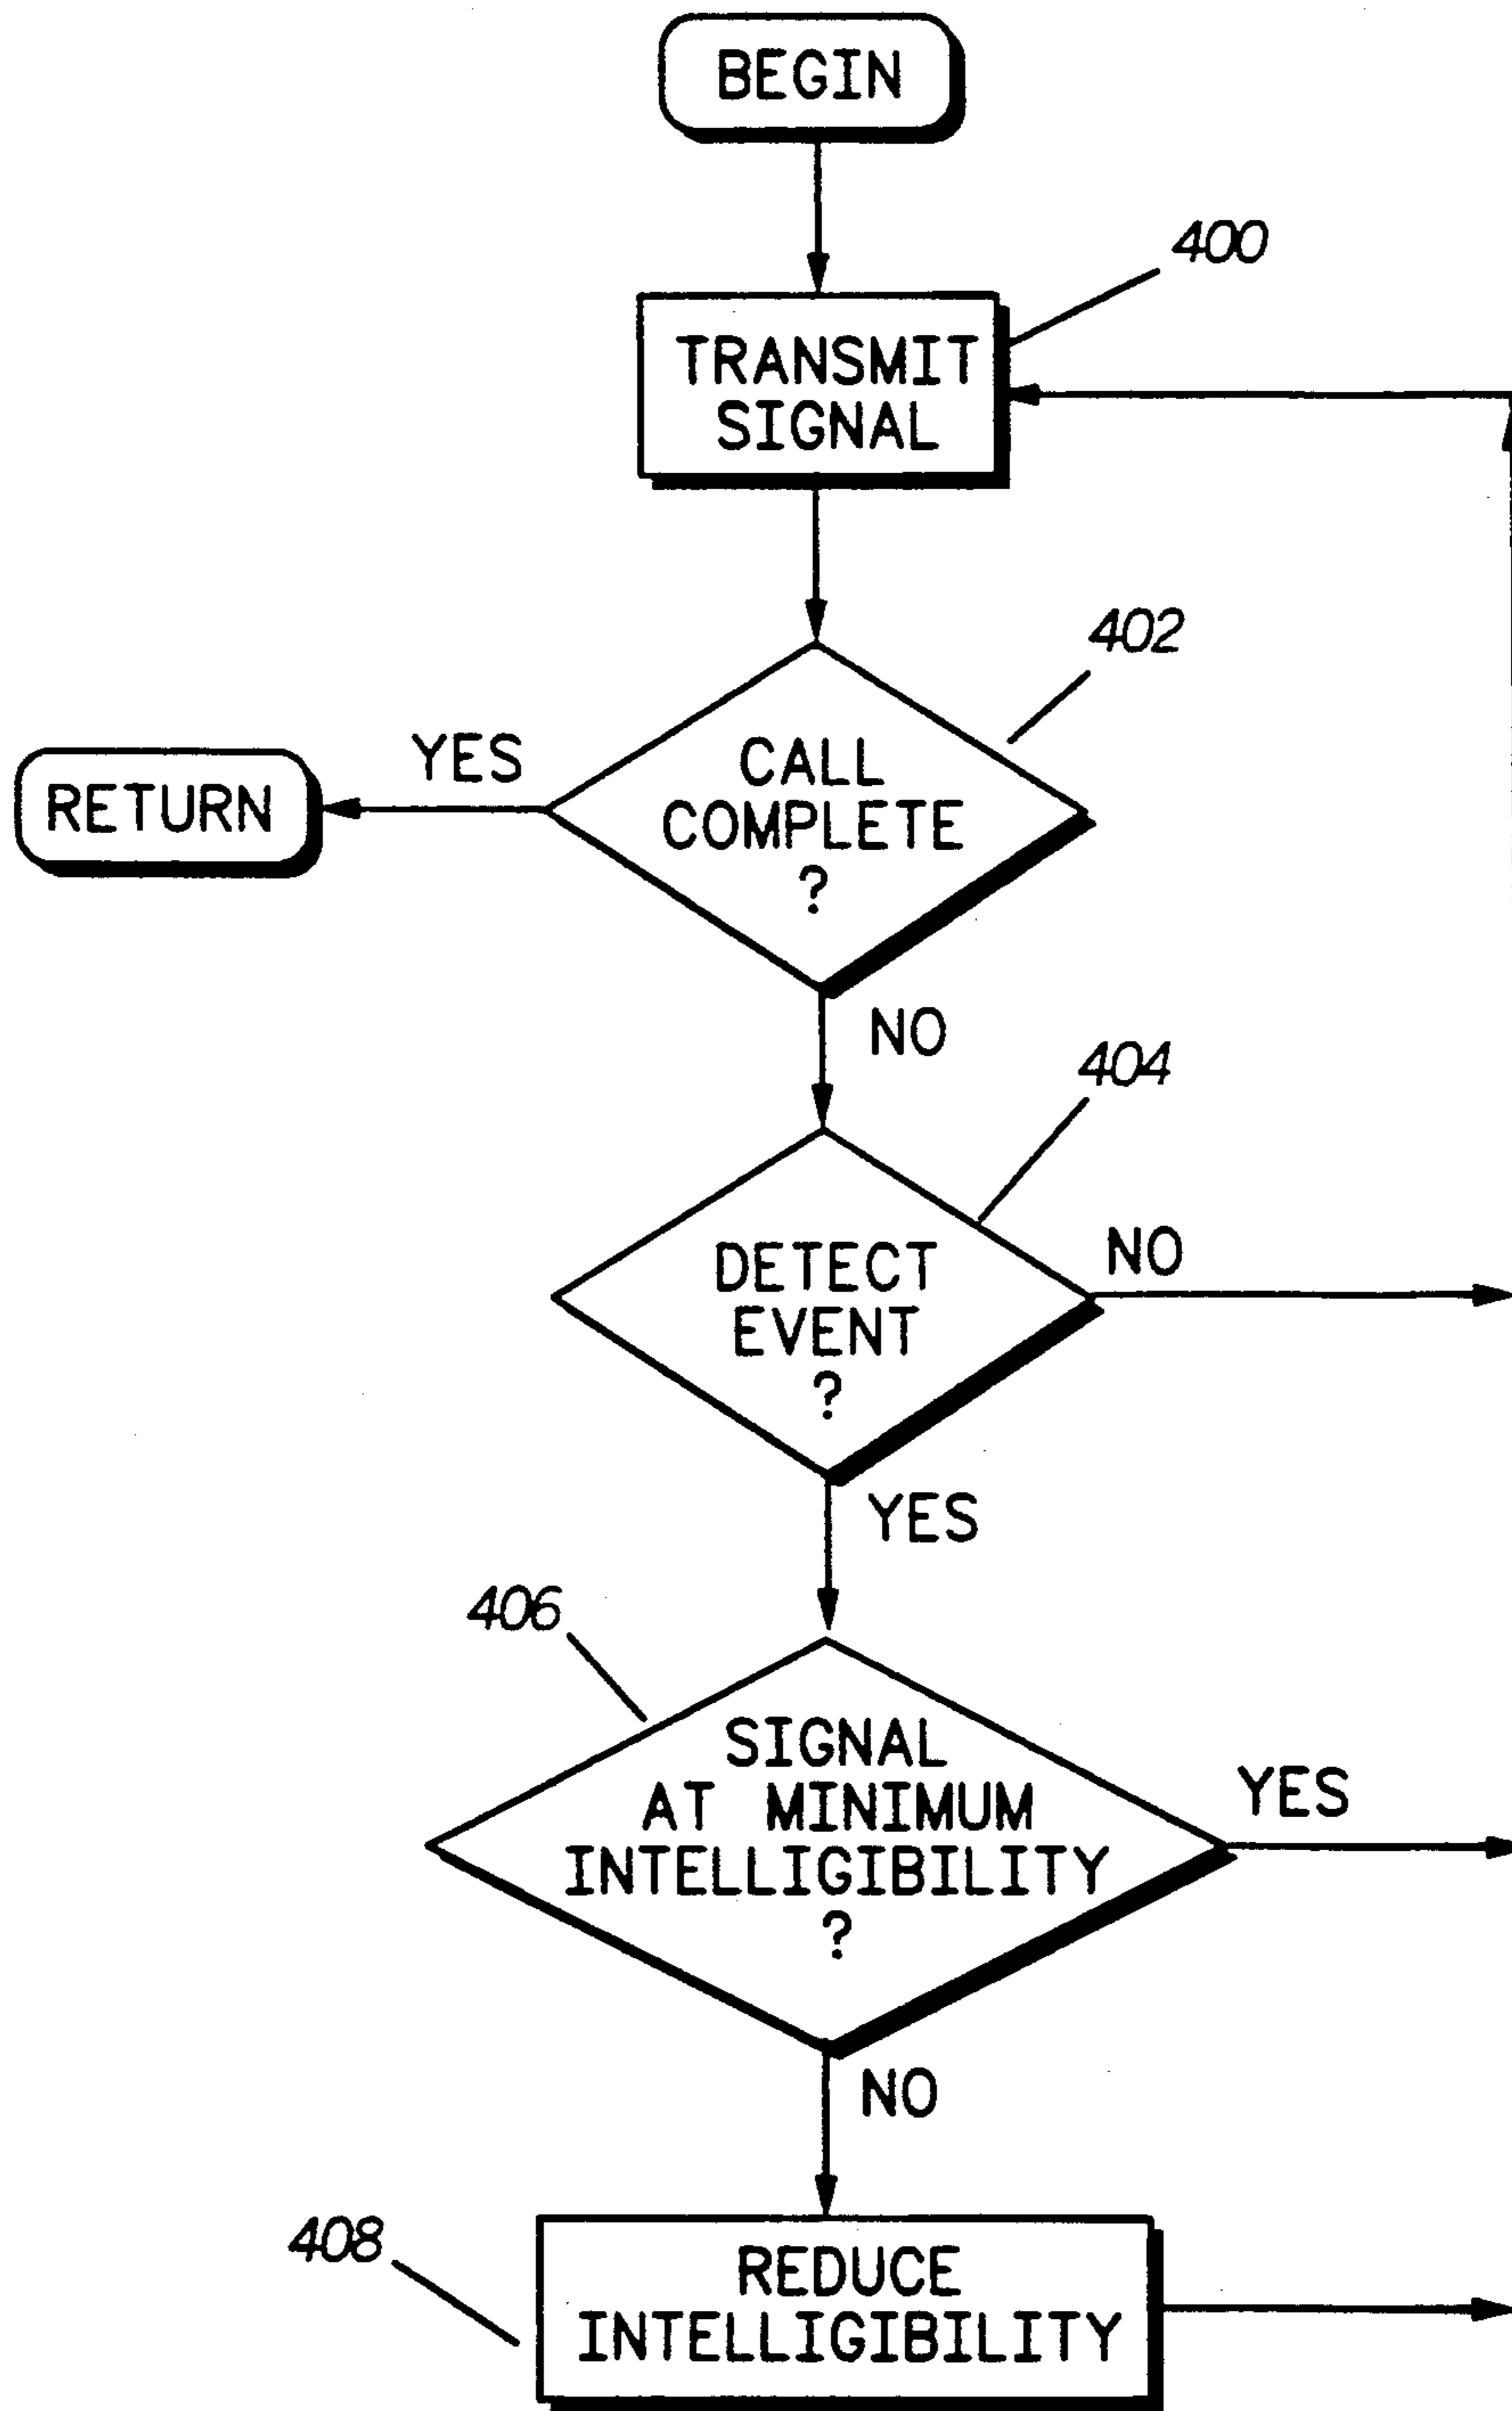 BEGIN
400
TRANSMIT
SIGNAL
402
YES
CALL
COMPLETE
?
RETURN
NO
404
DETECT
EVENT
?
NO
YES
406
SIGNAL
AT MINIMUM
INTELLIGIBILITY
?
YES
NO
408
REDUCE
INTELLIGIBILITY